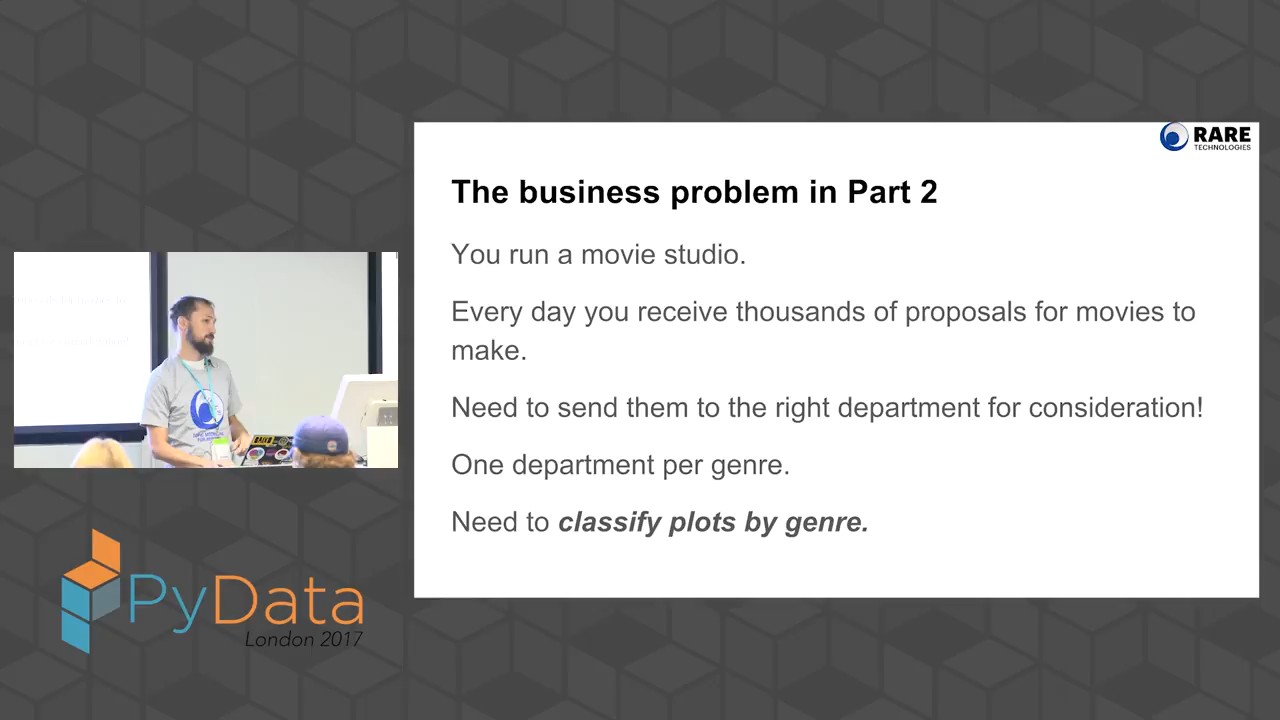 RARE
TECHNOLOGIES
The business problem in Part 2
You run a movie studio.
Every day you receive thousands of proposals for movies to
make.
Need to send them to the right department for consideration!
One department per genre.
Need to classify plots by genre.
PyData
London 2017